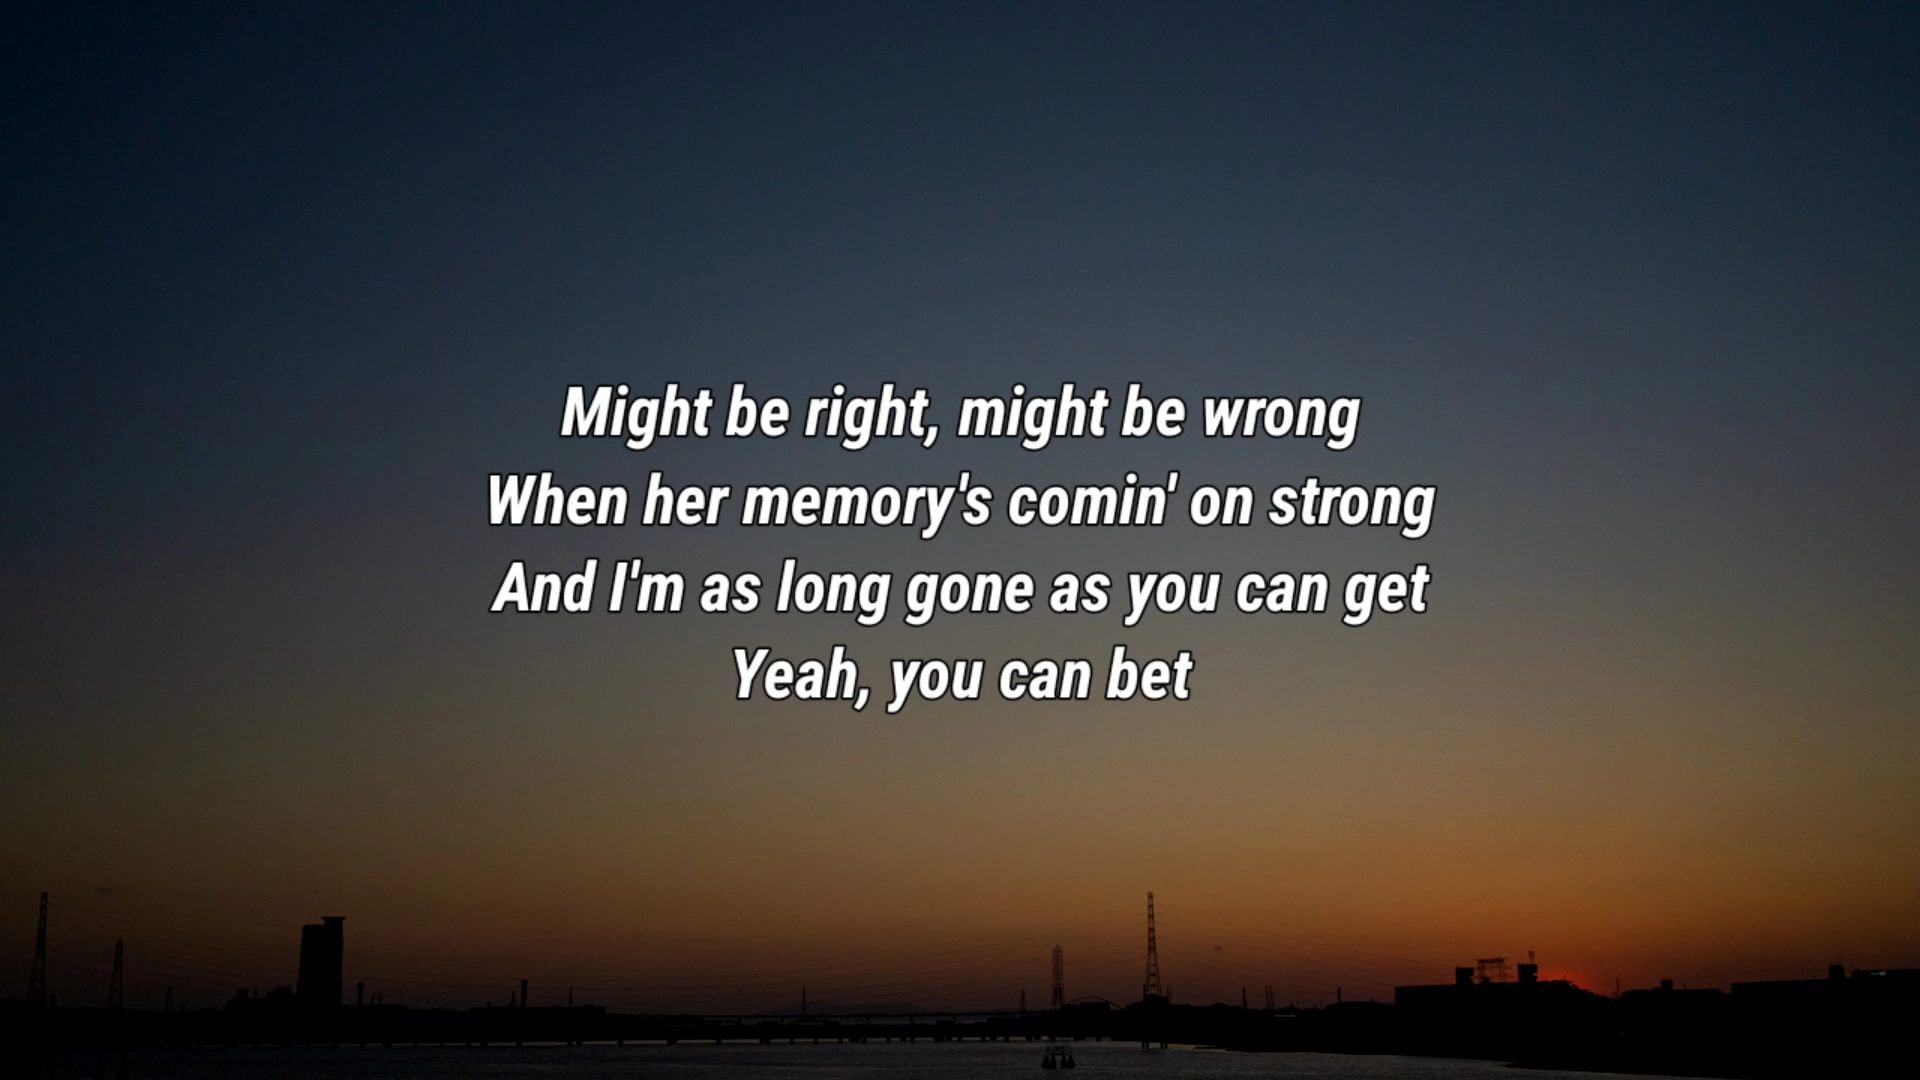 Might be right, might be wrong
When her memory's comin' on strong
And I'm as long gone as you can get
Yeah, you can bet